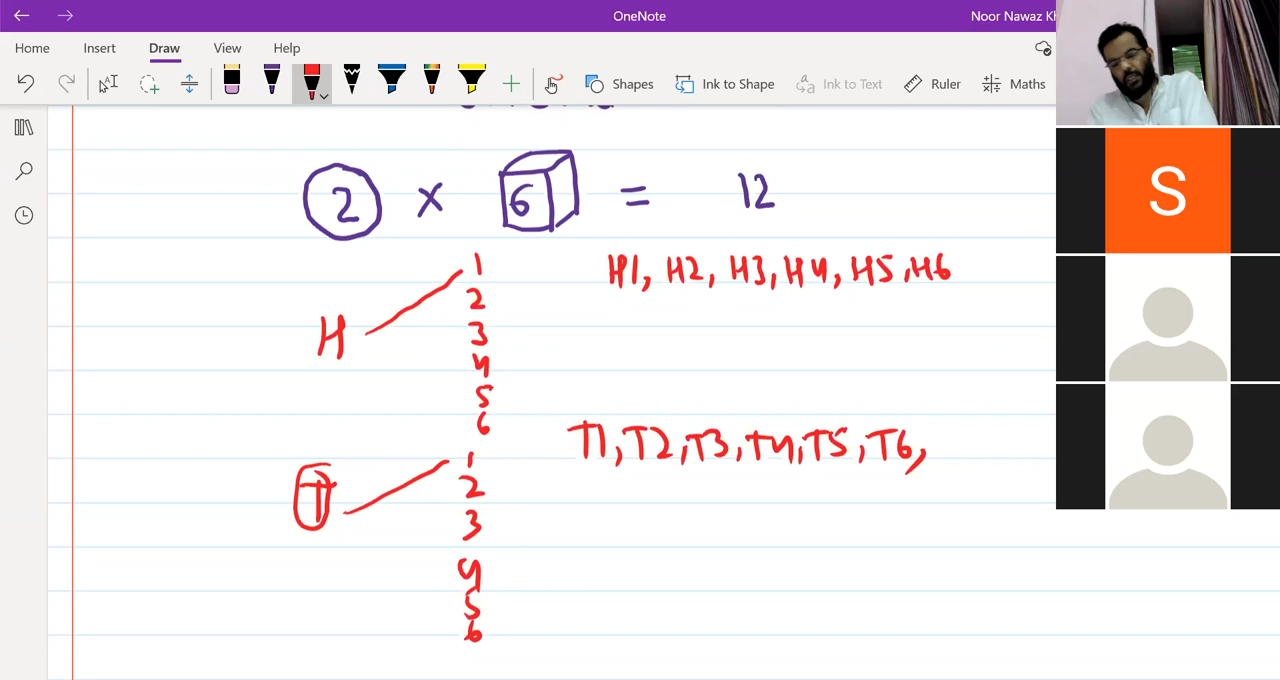 OneNote
Noor Nawaz Kh
Home Insert Draw View Help
Shapes Ink to Shape Ink to Text Ruler Maths
2 × 6 = 12
H
1
2
3
4
5
6
H1, H2, H3, H4, H5, H6
T
1
2
3
4
5
6
T1, T2, T3, T4, T5, T6,
S